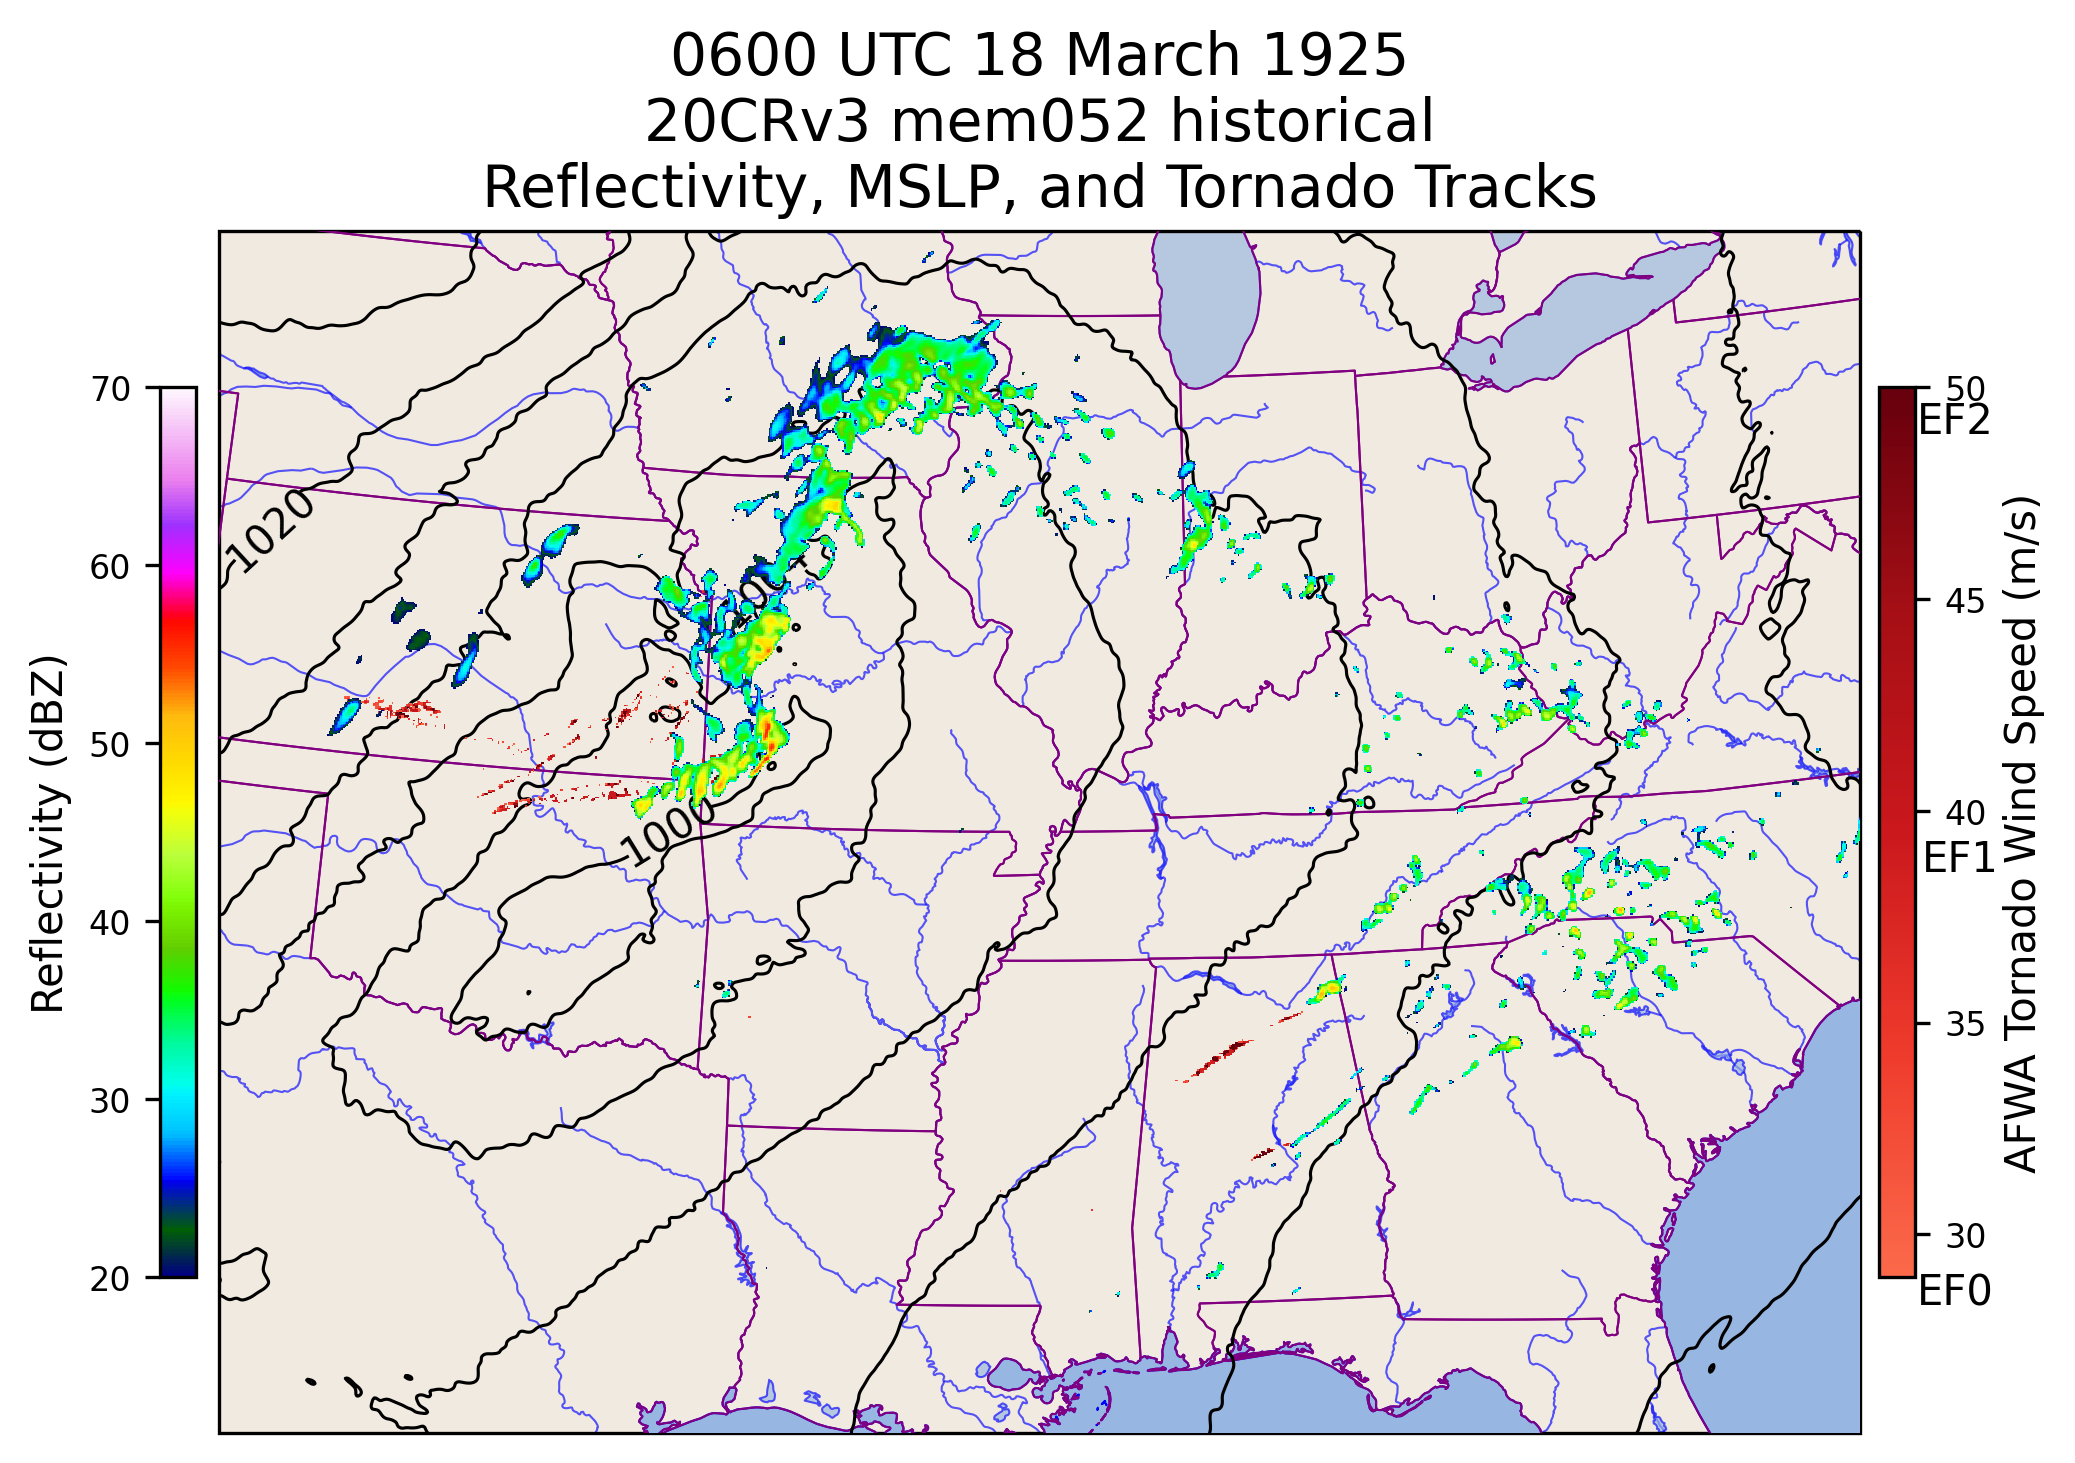 0600 UTC 18 March 1925
20CRv3 mem052 historical
Reflectivity, MSLP, and Tornado Tracks
Reflectivity (dBZ)
70
60
50
40
30
20
1020
1000
50
EF2
45
40
EF1
35
30
EF0
AFWA Tornado Wind Speed (m/s)